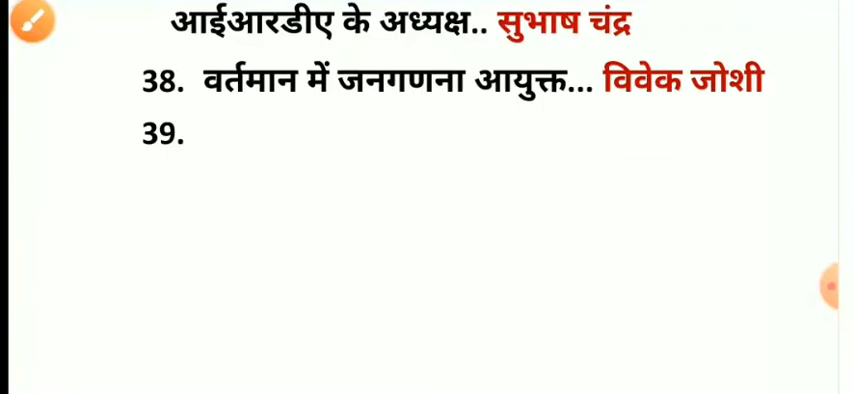 आईआरडीए के अध्यक्ष.. सुभाष चंद्र
38. वर्तमान में जनगणना आयुक्त... विवेक जोशी
39.